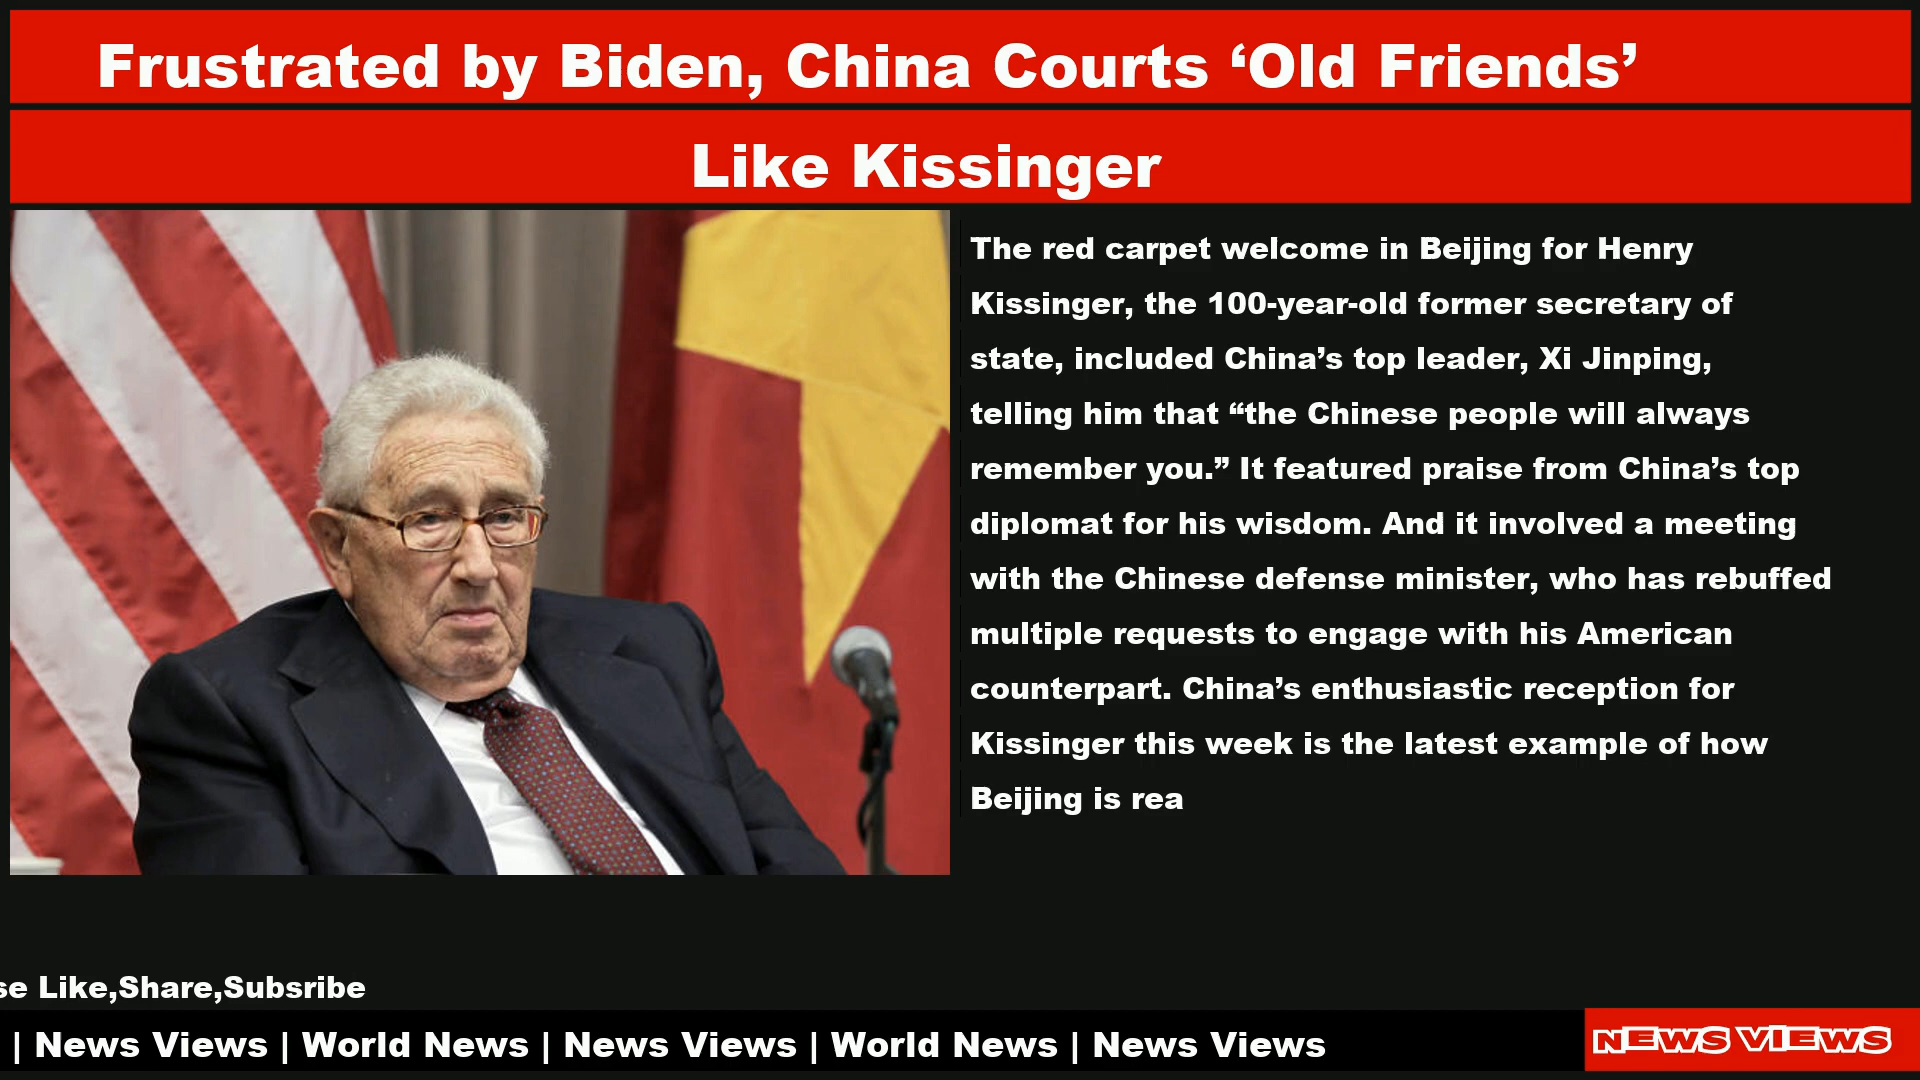 Frustrated by Biden, China Courts ‘Old Friends’
Like Kissinger
The red carpet welcome in Beijing for Henry
Kissinger, the 100-year-old former secretary of
state, included China’s top leader, Xi Jinping,
telling him that “the Chinese people will always
remember you.” It featured praise from China’s top
diplomat for his wisdom. And it involved a meeting
with the Chinese defense minister, who has rebuffed
multiple requests to engage with his American
counterpart. China’s enthusiastic reception for
Kissinger this week is the latest example of how
Beijing is rea
se Like,Share,Subsribe
| News Views | World News | News Views | World News | News Views
NEWS VIEWS